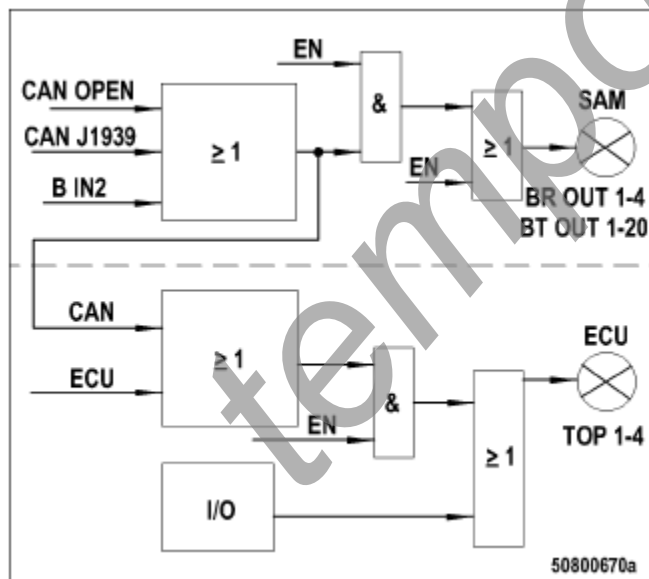 EN
CAN OPEN
CAN J1939
B IN2
≥ 1
&
EN
≥ 1
SAM
BR OUT 1-4
BT OUT 1-20
CAN
ECU
≥ 1
EN
&
I/O
≥ 1
ECU
TOP 1-4
50800670a
tempo